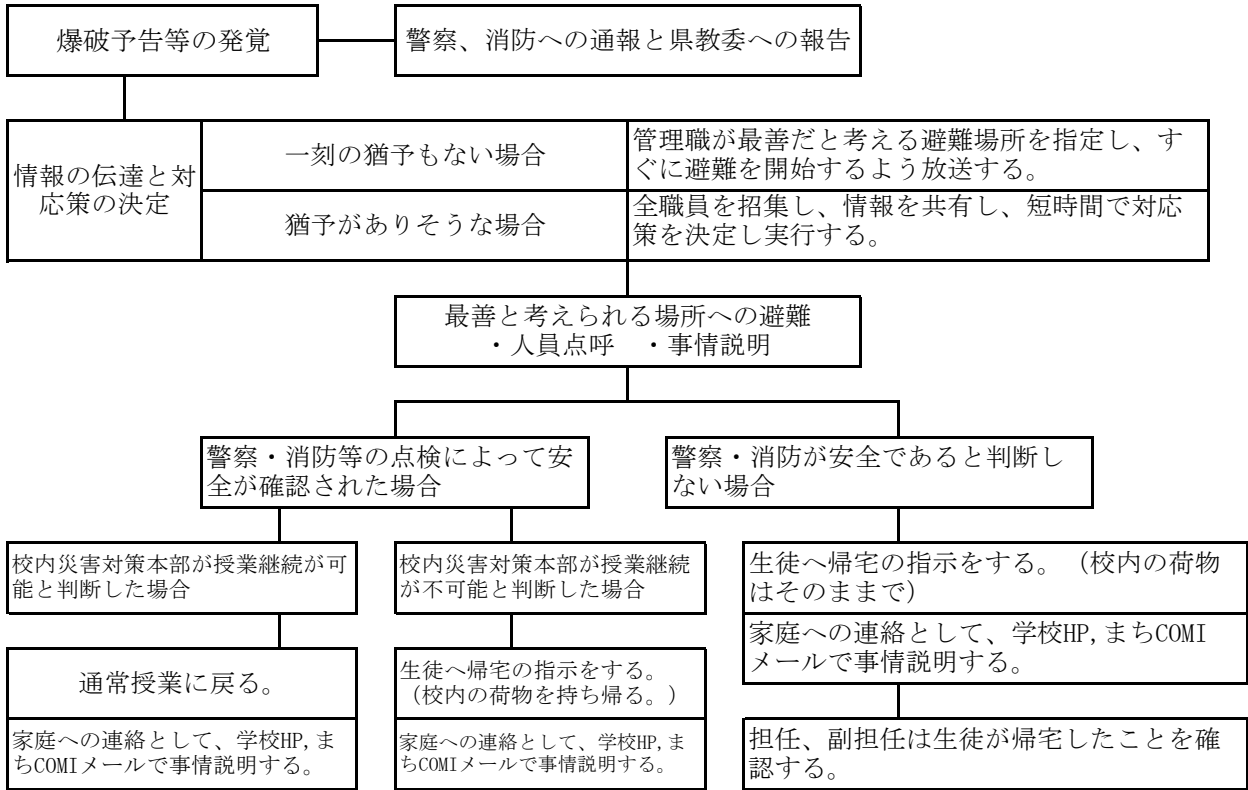 爆破予告等の発覚
警察、消防への通報と県教委への報告
情報の伝達と対
応策の決定
一刻の猶予もない場合
管理職が最善だと考える避難場所を指定し、す
ぐに避難を開始するよう放送する。
猶予がありそうな場合
全職員を招集し、情報を共有し、短時間で対応
策を決定し実行する。
最善と考えられる場所への避難
・人員点呼　・事情説明
警察・消防等の点検によって安
全が確認された場合
警察・消防が安全であると判断し
ない場合
校内災害対策本部が授業継続が可
能と判断した場合
校内災害対策本部が授業継続
が不可能と判断した場合
生徒へ帰宅の指示をする。（校内の荷物
はそのままで）
家庭への連絡として、学校HP,まちCOMI
メールで事情説明する。
通常授業に戻る。
生徒へ帰宅の指示をする。
（校内の荷物を持ち帰る。）
家庭への連絡として、学校HP,ま
ちCOMIメールで事情説明する。
家庭への連絡として、学校HP,ま
ちCOMIメールで事情説明する。
担任、副担任は生徒が帰宅したことを確
認する。